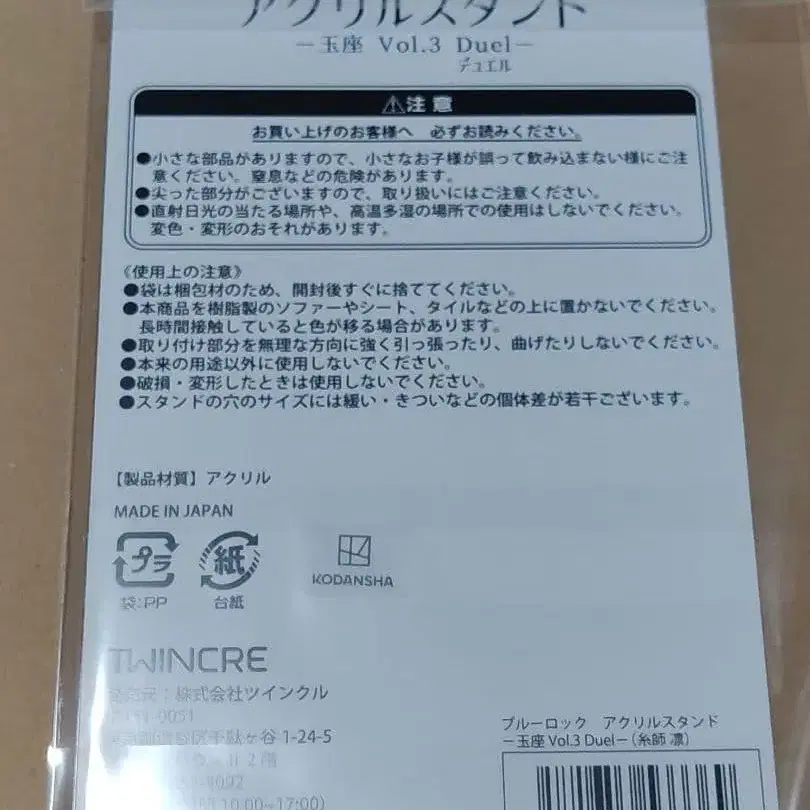 アクリルスタンド
－玉座 Vol.3 Duel－
デュエル
⚠注意
お買い上げのお客様へ 必ずお読みください。
●小さな部品がありますので、小さなお子様が誤って飲み込まない様にご注
意ください。窒息などの危険があります。
●尖った部分がございますので、取り扱いにはご注意ください。
●直射日光の当たる場所や、高温多湿の場所での使用はしないでください。
変色・変形のおそれがあります。
《使用上の注意》
●袋は梱包材のため、開封後すぐに捨ててください。
●本商品を樹脂製のソファーやシート、タイルなどの上に置かないでください。
長時間接触していると色が移る場合があります。
●取り付け部分を無理な方向に強く引っ張ったり、曲げたりしないでください。
●本来の用途以外に使用しないでください。
●破損・変形したときは使用しないでください。
●スタンドの穴のサイズには緩い・きついなどの個体差が若干ございます。
【製品材質】アクリル
MADE IN JAPAN
プラ
紙
袋:PP
台紙
KODANSHA
TWINCRE
：株式会社ツインクル
-0051
区千駄ヶ谷 1-24-5
2階
10:00~17:00)
ブルーロック アクリルスタンド
－玉座 Vol.3 Duel－(糸師 凛)